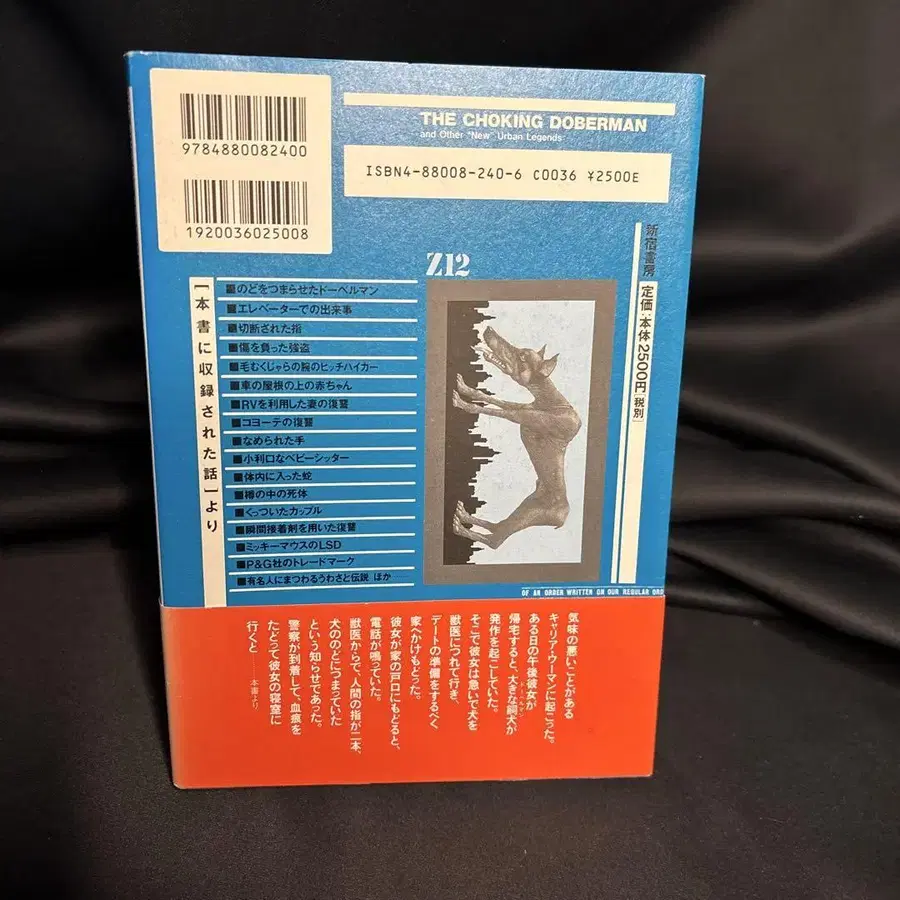 9784880082400
1920036025008
THE CHOKING DOBERMAN
and Other "New" Urban Legends
ISBN4-88008-240-6 C0036 ¥2500E
新宿書房
定価:本体2500円[税別]
Z12
[本書に収録された話]より
■のどをつまらせたドーベルマン
■エレベーターでの出来事
■切断された指
■傷を負った強盗
■毛むくじゃらの腕のヒッチハイカー
■車の屋根の上の赤ちゃん
■RVを利用した妻の復讐
■コヨーテの復讐
■なめられた手
■小利口なベビーシッター
■体内に入った蛇
■樽の中の死体
■くっついたカップル
■瞬間接着剤を用いた復讐
■ミッキーマウスのLSD
■P&G社のトレードマーク
■有名人にまつわるうわさと伝説 ほか……
OF AN ORDER WRITTEN ON OUR REGULAR ORD
気味の悪いことがある
キャリア・ウーマンに起こった。
ある日の午後彼女が
帰宅すると、大きな飼犬が
ドーベルマン
発作を起こしていた。
そこで彼女は急いで犬を
獣医につれて行き、
デートの準備をするべく
家へかけもどった。
彼女が家の戸口にもどると、
電話が鳴っていた。
獣医からで、人間の指が二本、
犬ののどにつまっていた
という知らせであった。
警察が到着して、血痕を
たどって彼女の寝室に
行くと——本書より